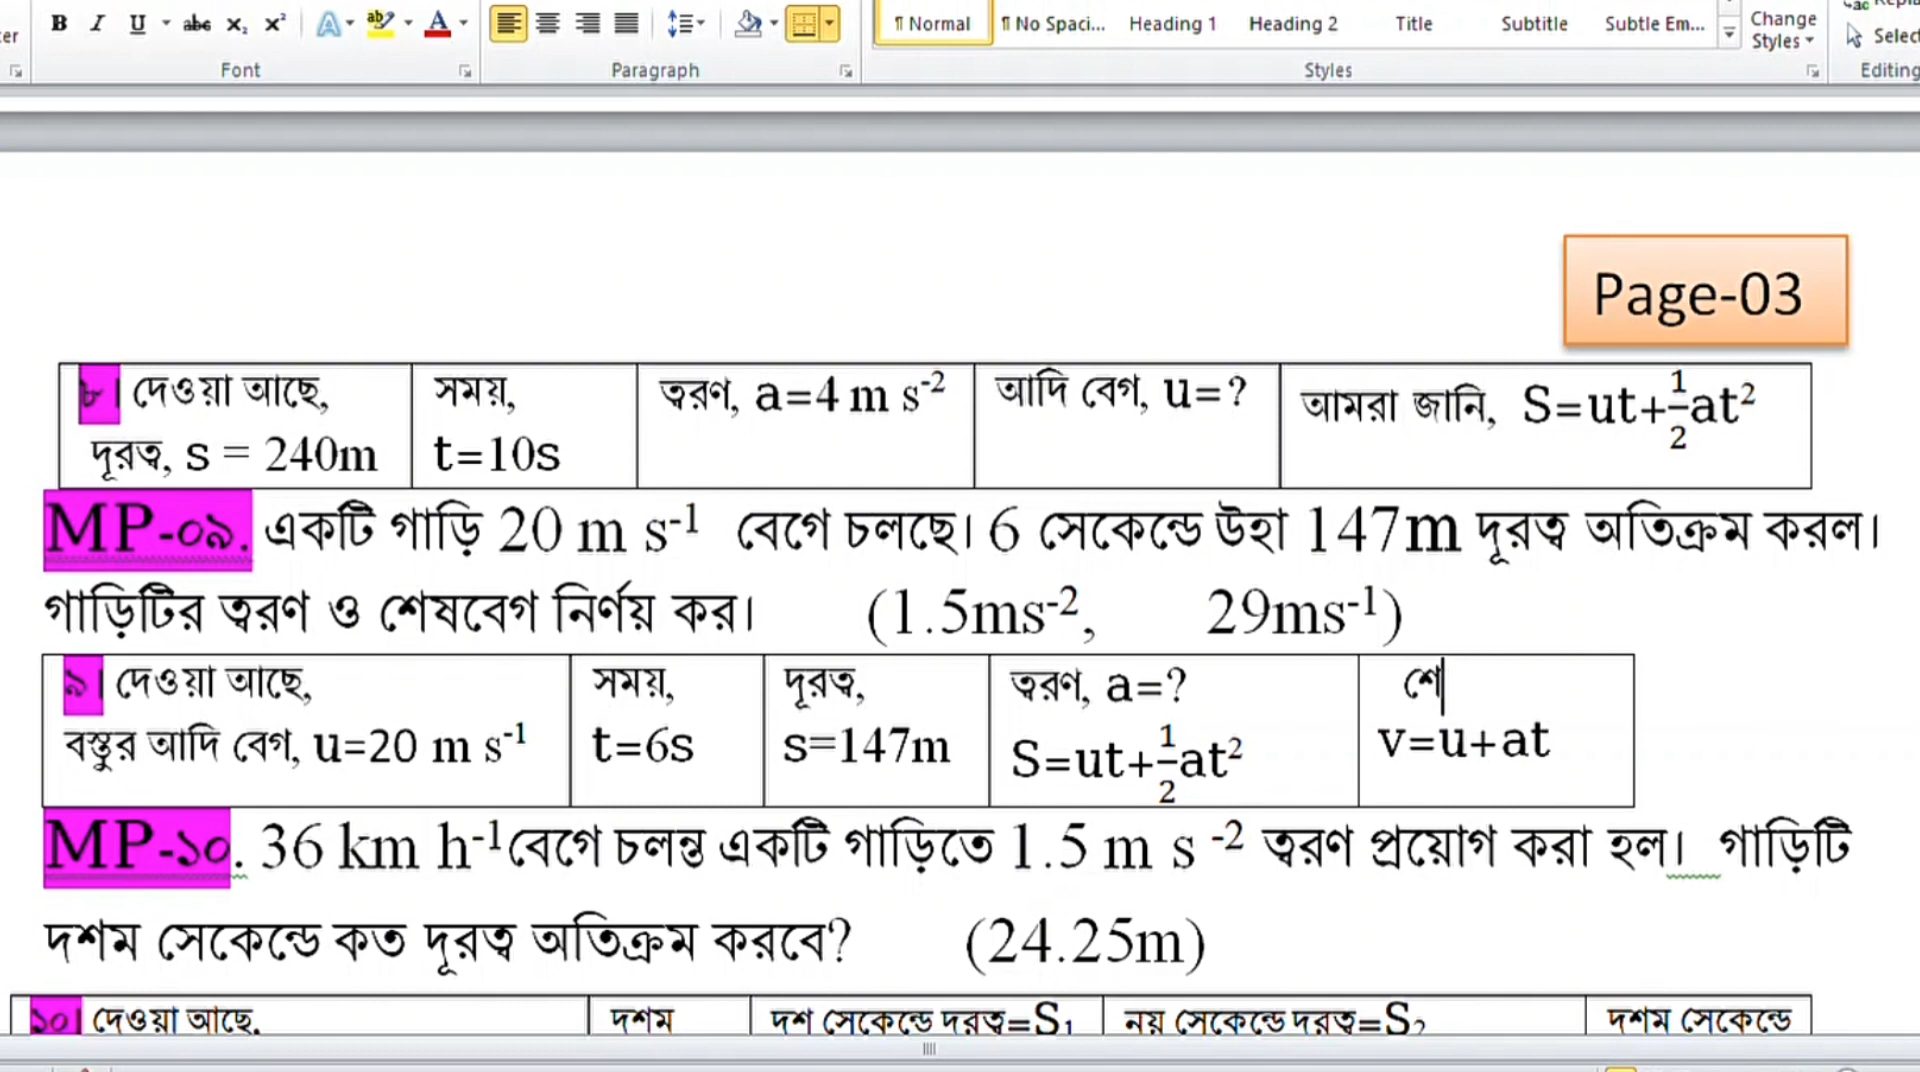 B I U abc x₂ x² A ab A
Normal No Spaci... Heading 1 Heading 2 Title Subtitle Subtle Em... Change Styles Select
Font Paragraph Styles Editing
Page-03
৮। দেওয়া আছে, সময়, ত্বরণ, a=4 m s⁻² আদি বেগ, u=? আমরা জানি, S=ut+½at²
দূরত্ব, s = 240m t=10s
MP-০৯. একটি গাড়ি 20 m s⁻¹ বেগে চলছে। 6 সেকেন্ডে উহা 147m দূরত্ব অতিক্রম করল।
গাড়িটির ত্বরণ ও শেষবেগ নির্ণয় কর। (1.5ms⁻², 29ms⁻¹)
৯। দেওয়া আছে, সময়, দূরত্ব, ত্বরণ, a=? শে
বস্তুর আদি বেগ, u=20 m s⁻¹ t=6s s=147m S=ut+½at² v=u+at
MP-১০. 36 km h⁻¹বেগে চলন্ত একটি গাড়িতে 1.5 m s ⁻² ত্বরণ প্রয়োগ করা হল। গাড়িটি
দশম সেকেন্ডে কত দূরত্ব অতিক্রম করবে? (24.25m)
১০। দেওয়া আছে, দশম দশ সেকেন্ডে দূরত্ব=S₁ নয় সেকেন্ডে দূরত্ব=S₂ দশম সেকেন্ডে